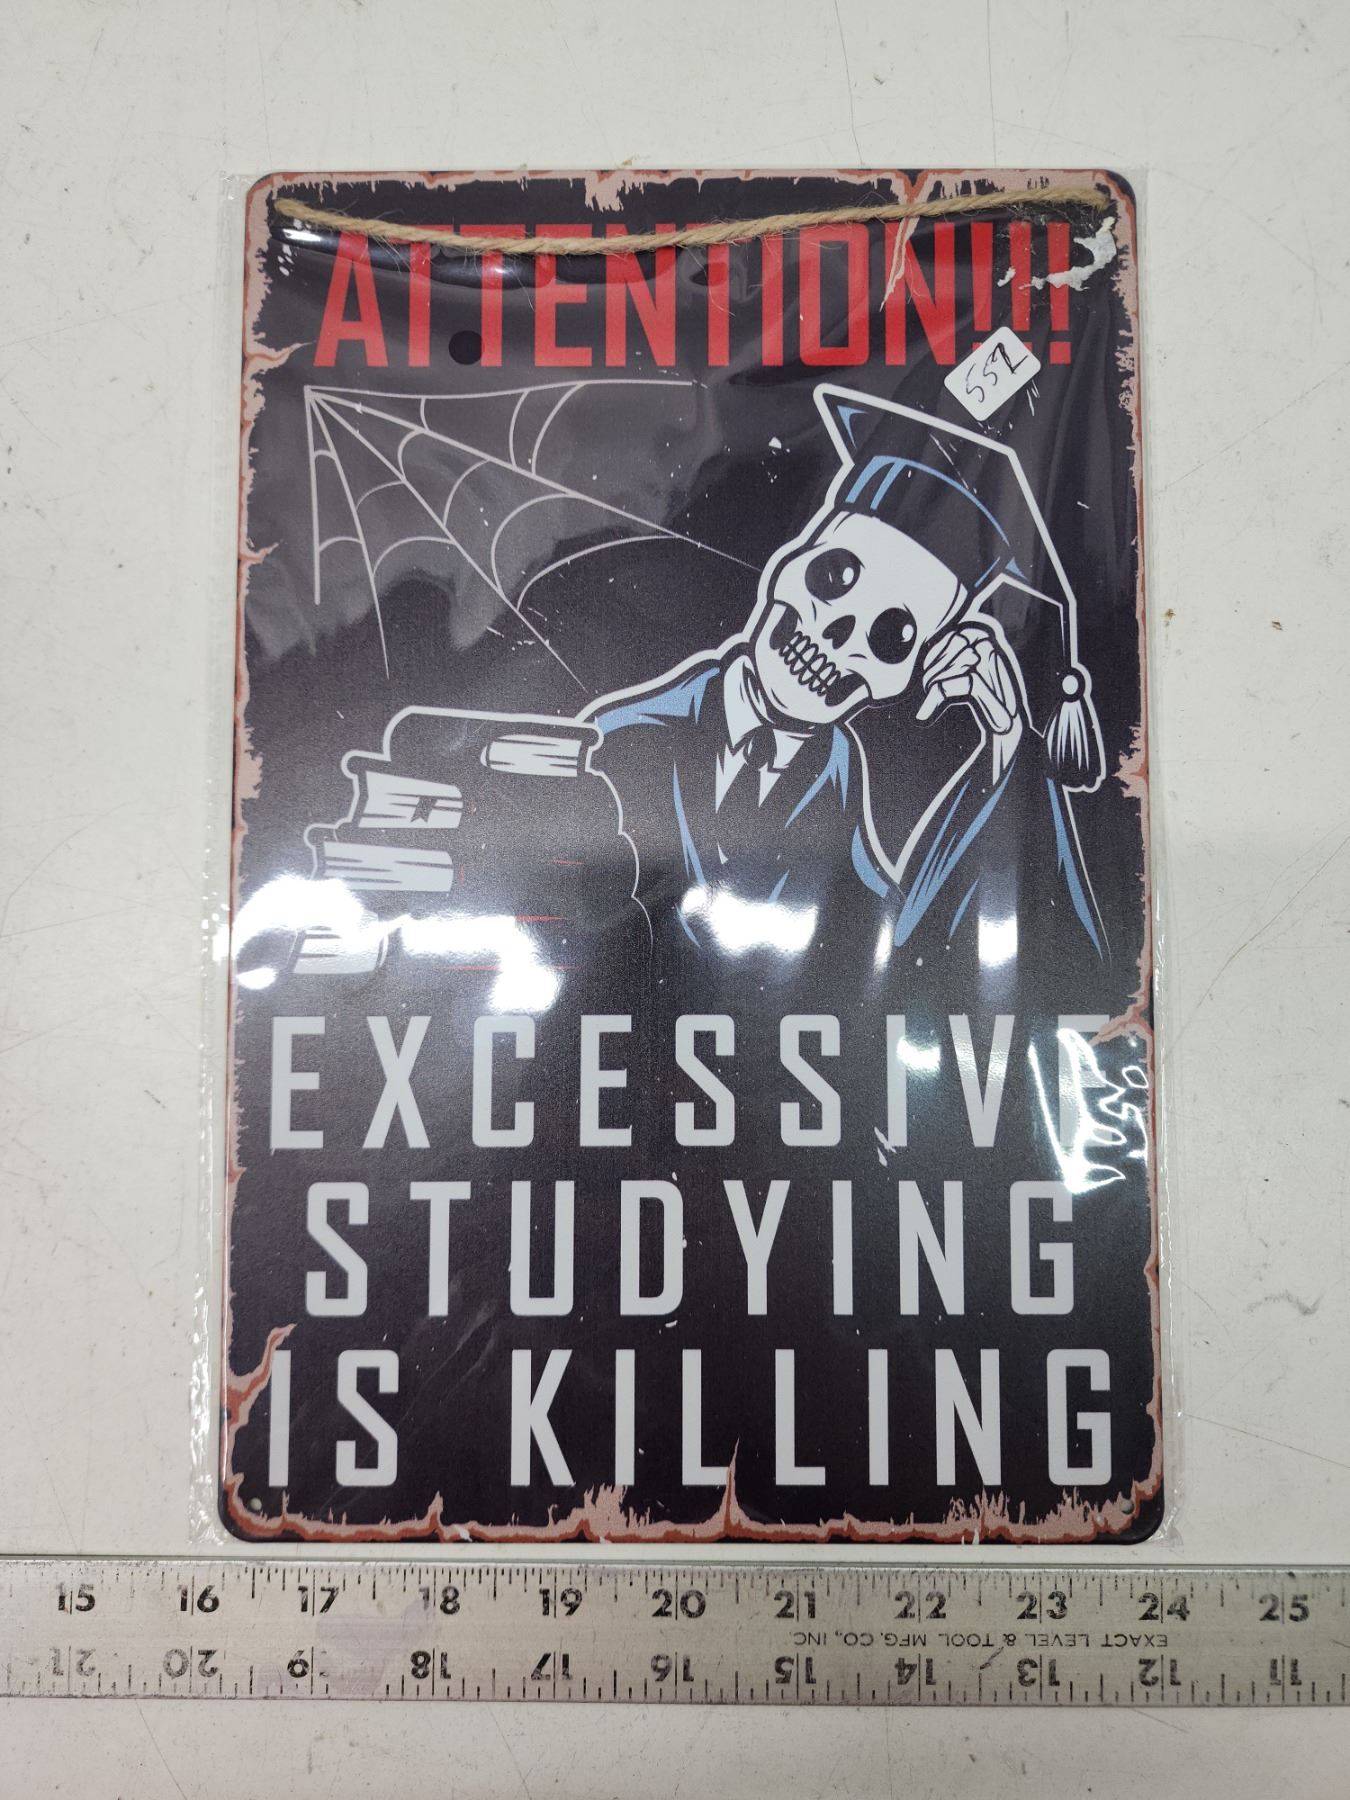 ATTENTION!!!
552
EXCESSIVE
STUDYING
IS KILLING
15 16 17 18 19 20 21 22 23 24 25
EXACT LEVEL & TOOL MFG. CO., INC.
21 20 19 18 17 16 15 14 13 12 11